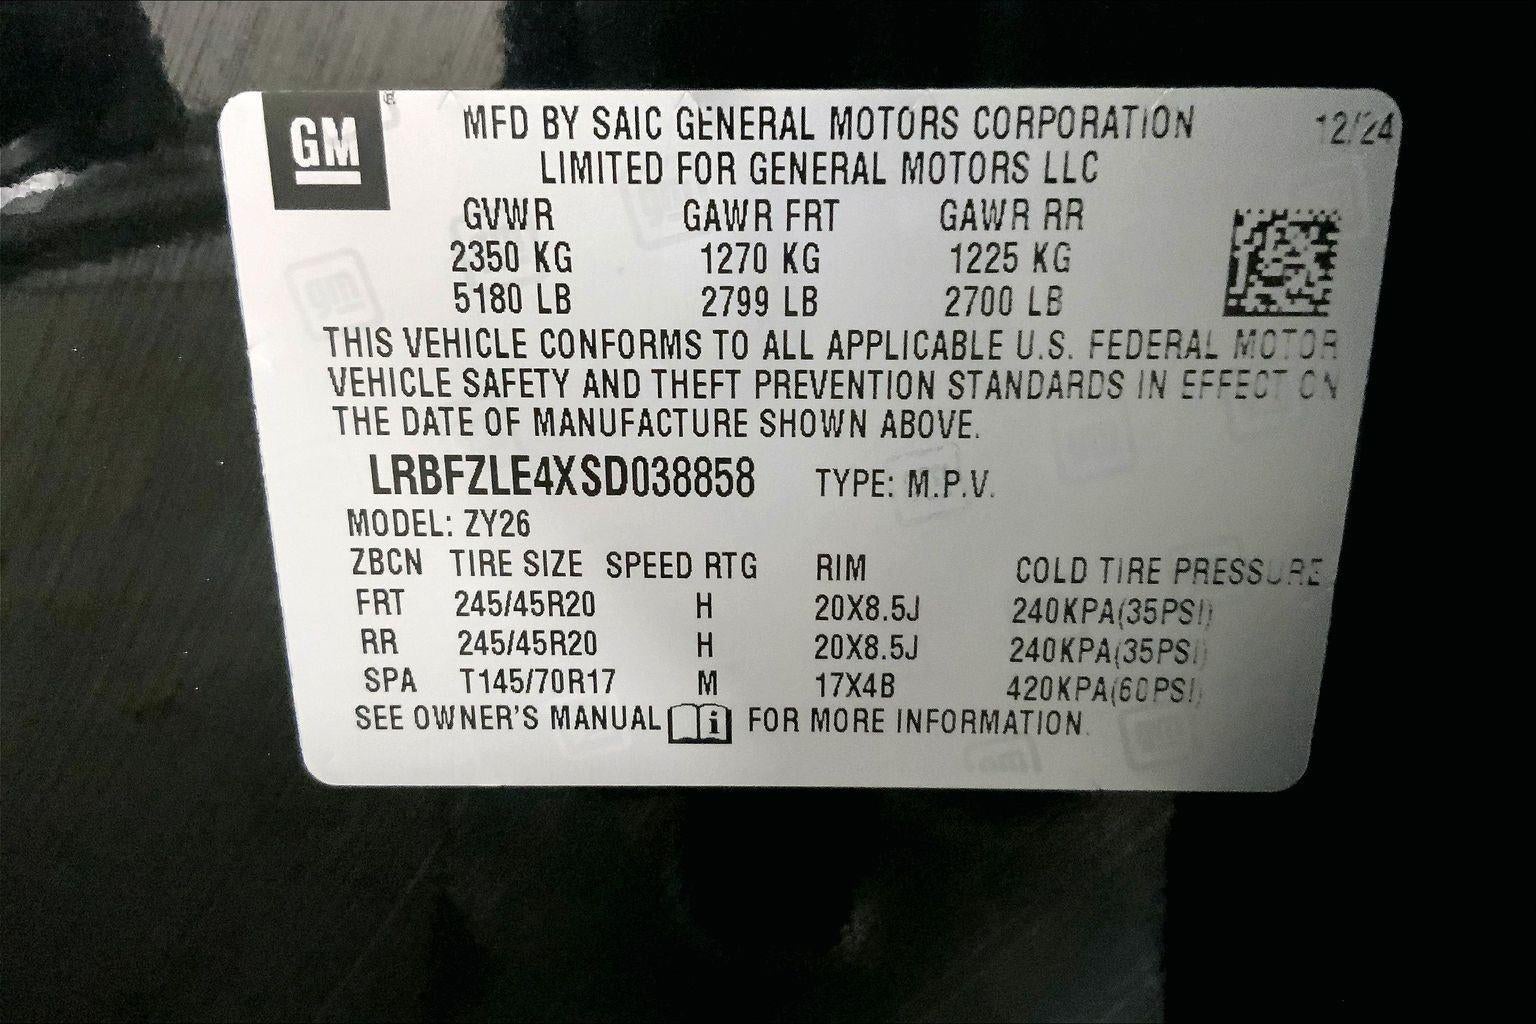 GM
MFD BY SAIC GENERAL MOTORS CORPORATION 12/24
LIMITED FOR GENERAL MOTORS LLC
GVWR GAWR FRT GAWR RR
2350 KG 1270 KG 1225 KG
5180 LB 2799 LB 2700 LB
THIS VEHICLE CONFORMS TO ALL APPLICABLE U.S. FEDERAL MOTOR
VEHICLE SAFETY AND THEFT PREVENTION STANDARDS IN EFFECT ON
THE DATE OF MANUFACTURE SHOWN ABOVE.
LRBFZLE4XSD038858 TYPE: M.P.V.
MODEL: ZY26
ZBCN TIRE SIZE SPEED RTG RIM COLD TIRE PRESSURE
FRT 245/45R20 H 20X8.5J 240KPA(35PSI)
RR 245/45R20 H 20X8.5J 240KPA(35PSI)
SPA T145/70R17 M 17X4B 420KPA(60PSI)
SEE OWNER'S MANUAL i FOR MORE INFORMATION.